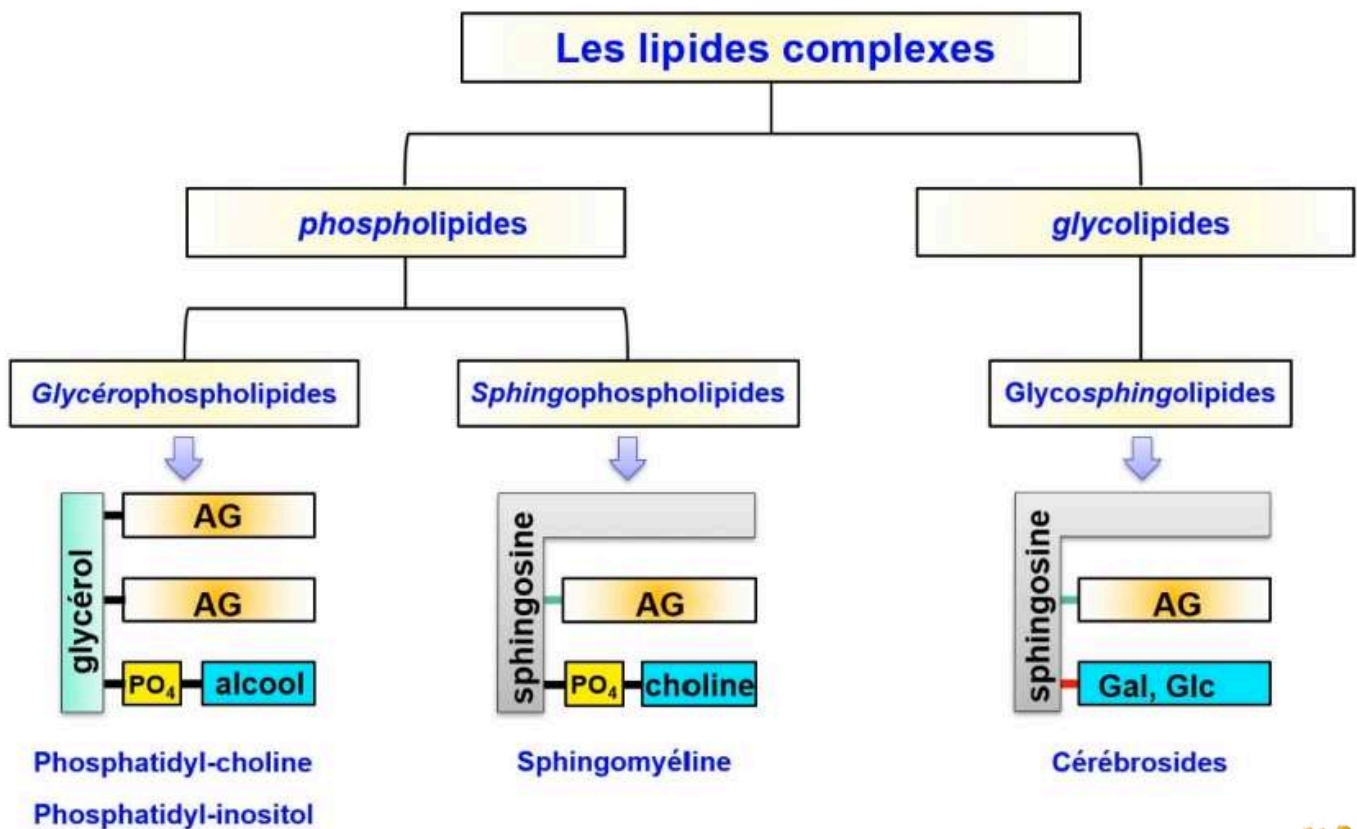 Les lipides complexes
phospholipides
glycolipides
Glycérophospholipides
Sphingophospholipides
Glycosphingolipides
glycérol
AG
AG
PO₄
alcool
sphingosine
AG
PO₄
choline
sphingosine
AG
Gal, Glc
Phosphatidyl-choline
Phosphatidyl-inositol
Sphingomyéline
Cérébrosides